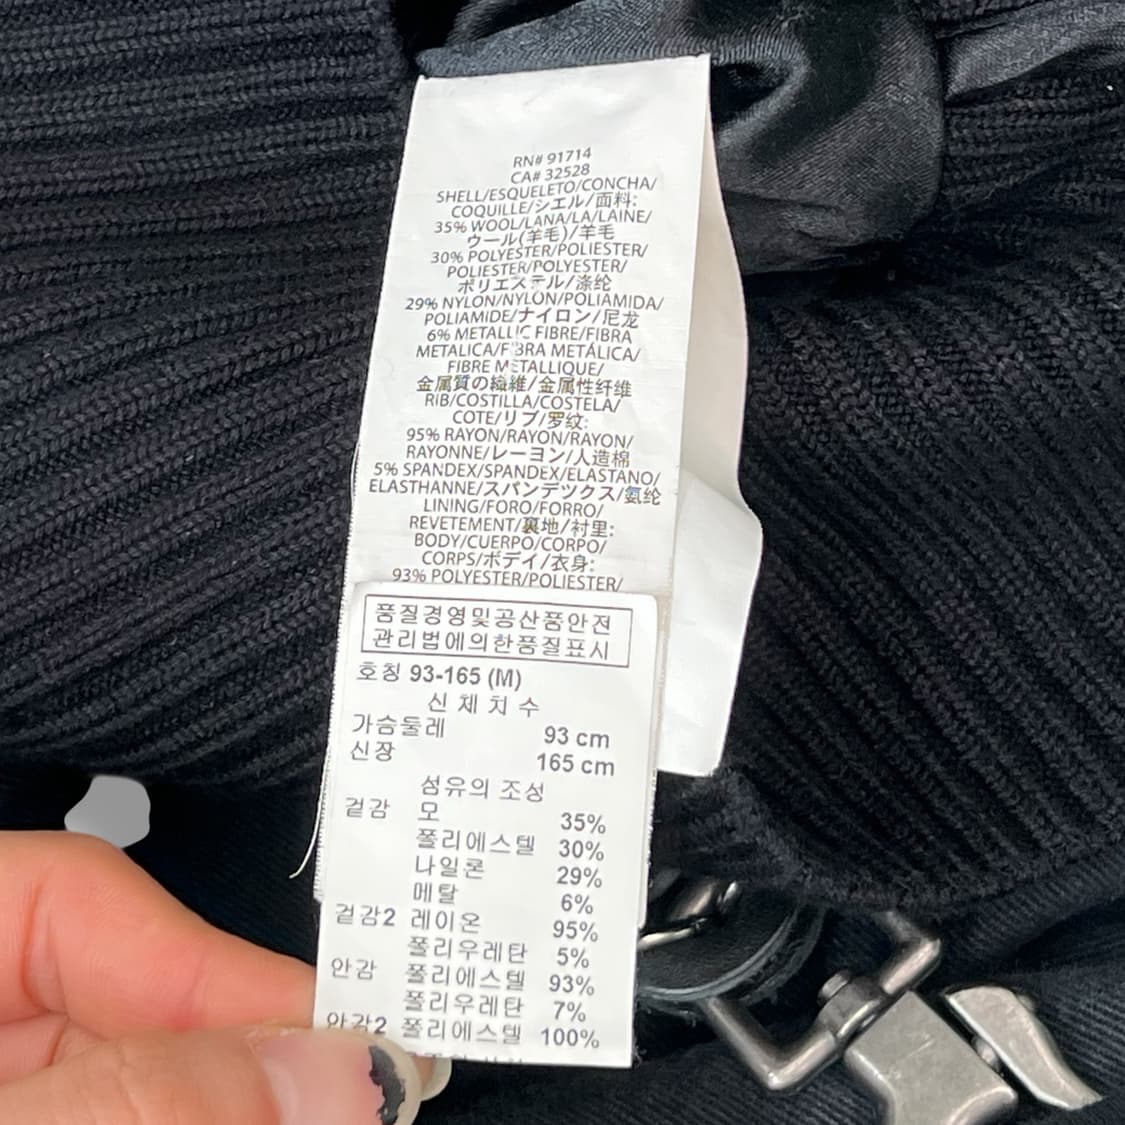 RN# 91714
CA# 32528
SHELL/ESQUELETO/CONCHA/
COQUILLE/シエル/面料:
35% WOOL/LANA/LA/LAINE/
ウール(羊毛)/羊毛
30% POLYESTER/POLIESTER/
POLIESTER/POLYESTER/
ポリエステル/涤纶
29% NYLON/NYLON/POLIAMIDA/
POLIAMIDE/ナイロン/尼龙
6% METALLIC FIBRE/FIBRA
METALICA/FIBRA METÁLICA/
FIBRE METALLIQUE/
金属質の繊維/金属性纤维
RIB/COSTILLA/COSTELA/
COTE/リブ/罗纹:
95% RAYON/RAYON/RAYON/
RAYONNE/レーヨン/人造棉
5% SPANDEX/SPANDEX/ELASTANO/
ELASTHANNE/スパンデツクス/氨纶
LINING/FORO/FORRO/
REVETEMENT/裏地/衬里:
BODY/CUERPO/CORPO/
CORPS/ボデイ/衣身:
93% POLYESTER/POLIESTER/
품질경영및공산품안전
관리법에의한품질표시
호칭 93-165 (M)
신체치수
가슴둘레 93 cm
신장 165 cm
섬유의 조성
겉감 모 35%
폴리에스텔 30%
나일론 29%
메탈 6%
겉감2 레이온 95%
폴리우레탄 5%
안감 폴리에스텔 93%
폴리우레탄 7%
안감2 폴리에스텔 100%